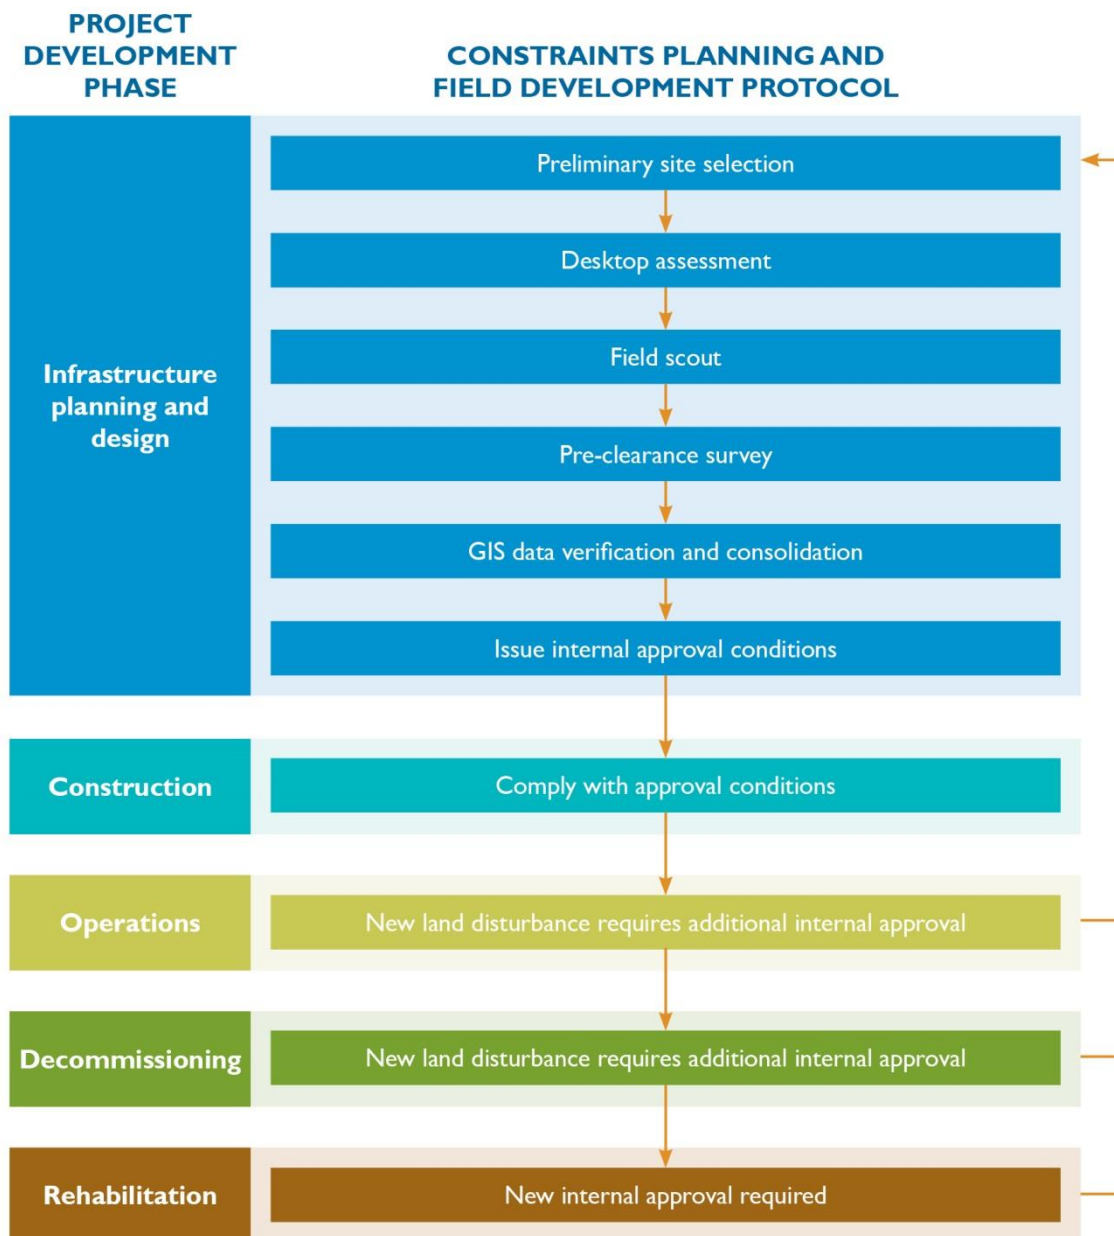 PROJECT
DEVELOPMENT
PHASE
CONSTRAINTS PLANNING AND
FIELD DEVELOPMENT PROTOCOL
Infrastructure
planning and
design
Preliminary site selection
Desktop assessment
Field scout
Pre-clearance survey
GIS data verification and consolidation
Issue internal approval conditions
Construction
Comply with approval conditions
Operations
New land disturbance requires additional internal approval
Decommissioning
New land disturbance requires additional internal approval
Rehabilitation
New internal approval required